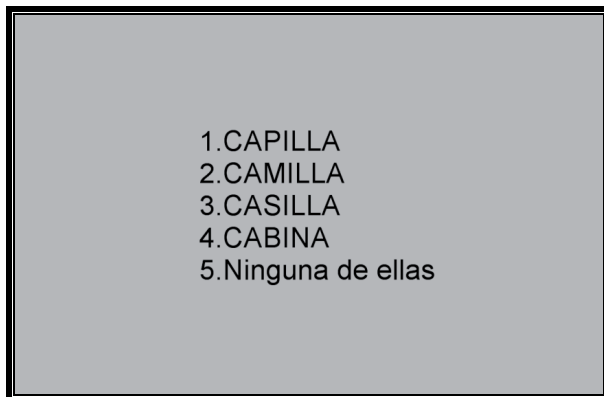 1.CAPILLA
2.CAMILLA
3.CASILLA
4.CABINA
5.Ninguna de ellas